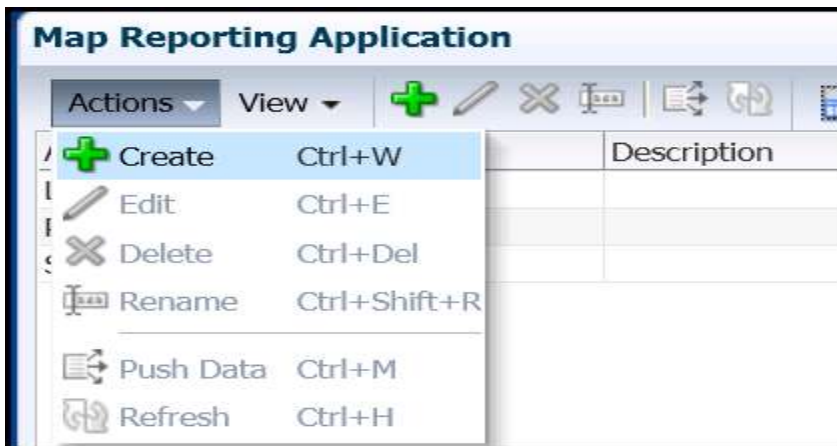 Map Reporting Application
Actions View
Description
Create Ctrl+W
Edit Ctrl+E
Delete Ctrl+Del
Rename Ctrl+Shift+R
Push Data Ctrl+M
Refresh Ctrl+H